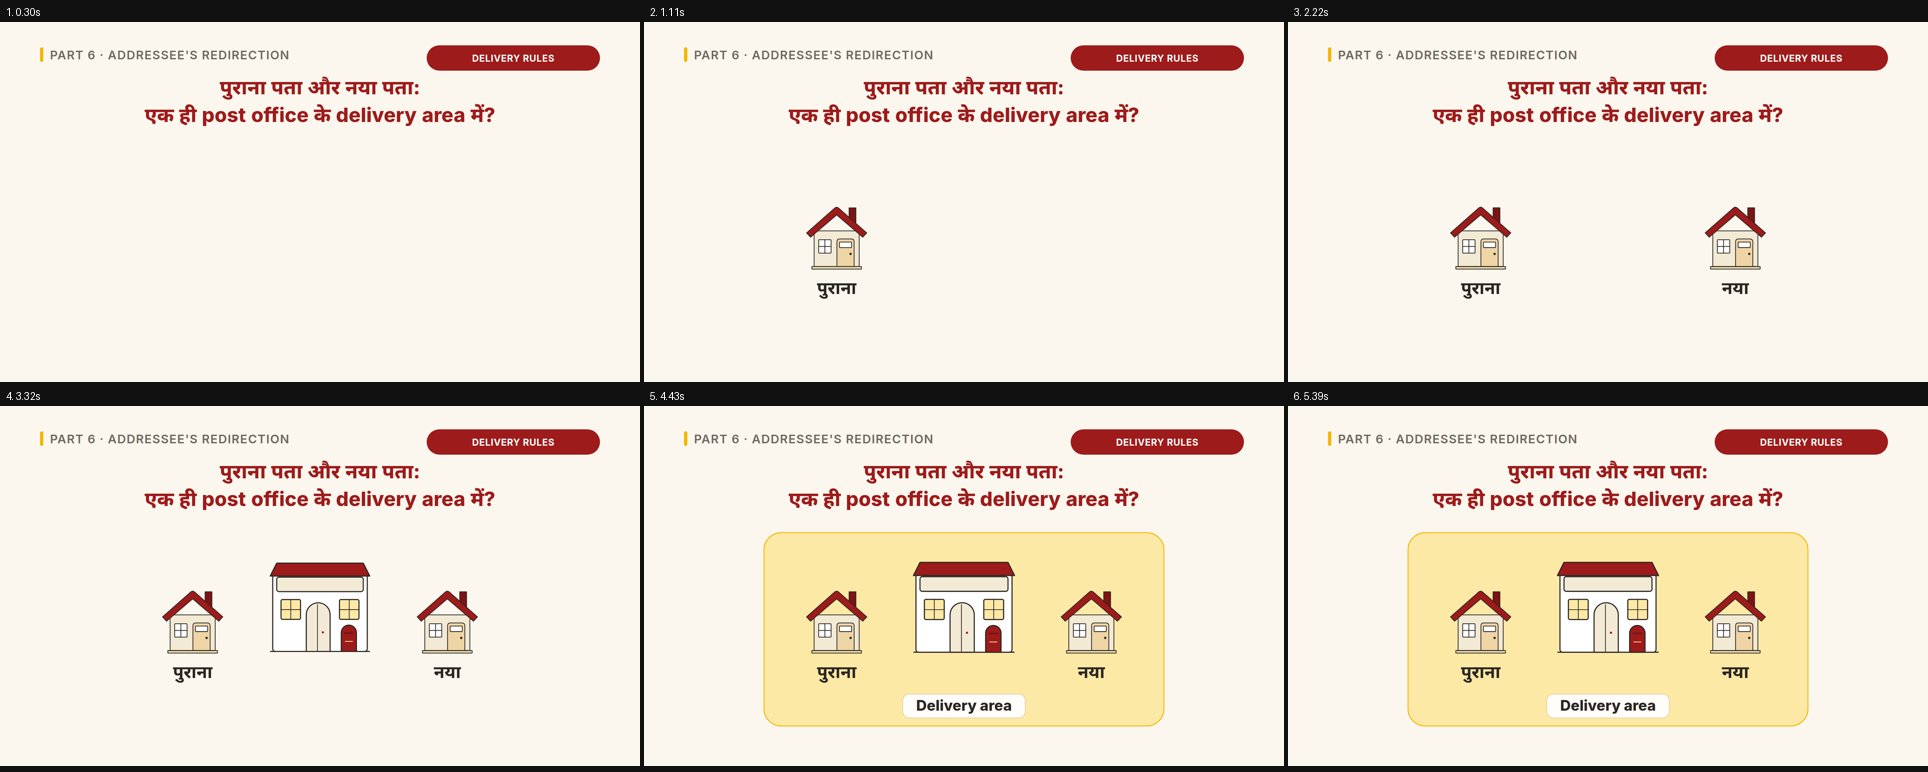 1. 0.30s
PART 6 · ADDRESSEE'S REDIRECTION
DELIVERY RULES
पुराना पता और नया पता:
एक ही post office के delivery area में?
2. 1.11s
PART 6 · ADDRESSEE'S REDIRECTION
DELIVERY RULES
पुराना पता और नया पता:
एक ही post office के delivery area में?
पुराना
3. 2.22s
PART 6 · ADDRESSEE'S REDIRECTION
DELIVERY RULES
पुराना पता और नया पता:
एक ही post office के delivery area में?
पुराना
नया
4. 3.32s
PART 6 · ADDRESSEE'S REDIRECTION
DELIVERY RULES
पुराना पता और नया पता:
एक ही post office के delivery area में?
पुराना
नया
5. 4.43s
PART 6 · ADDRESSEE'S REDIRECTION
DELIVERY RULES
पुराना पता और नया पता:
एक ही post office के delivery area में?
पुराना
नया
Delivery area
6. 5.39s
PART 6 · ADDRESSEE'S REDIRECTION
DELIVERY RULES
पुराना पता और नया पता:
एक ही post office के delivery area में?
पुराना
नया
Delivery area